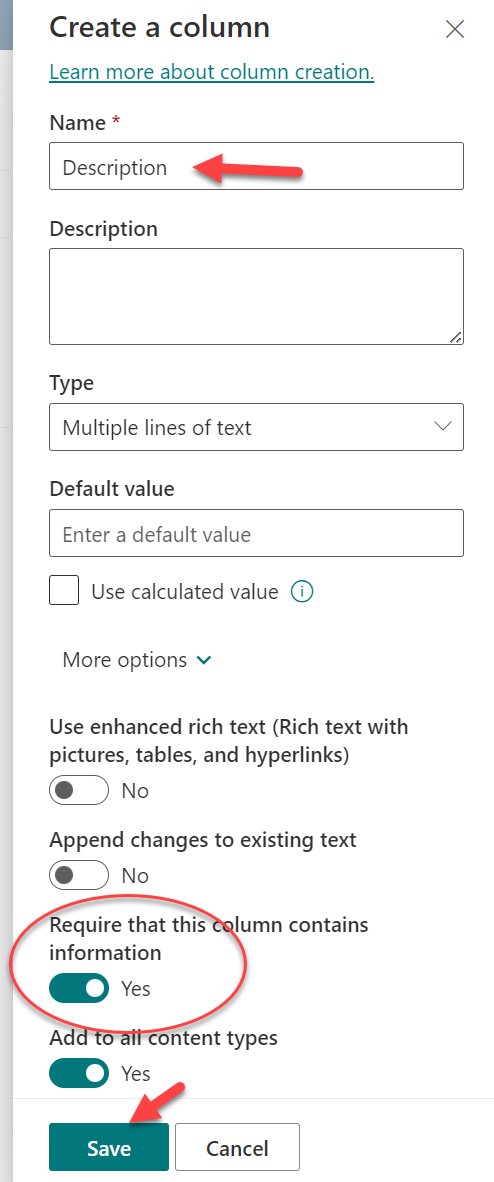 Create a column
Learn more about column creation.
Name *
Description
Description
Type
Multiple lines of text
Default value
Enter a default value
Use calculated value
More options
Use enhanced rich text (Rich text with
pictures, tables, and hyperlinks)
No
Append changes to existing text
No
Require that this column contains
information
Yes
Add to all content types
Yes
Save Cancel